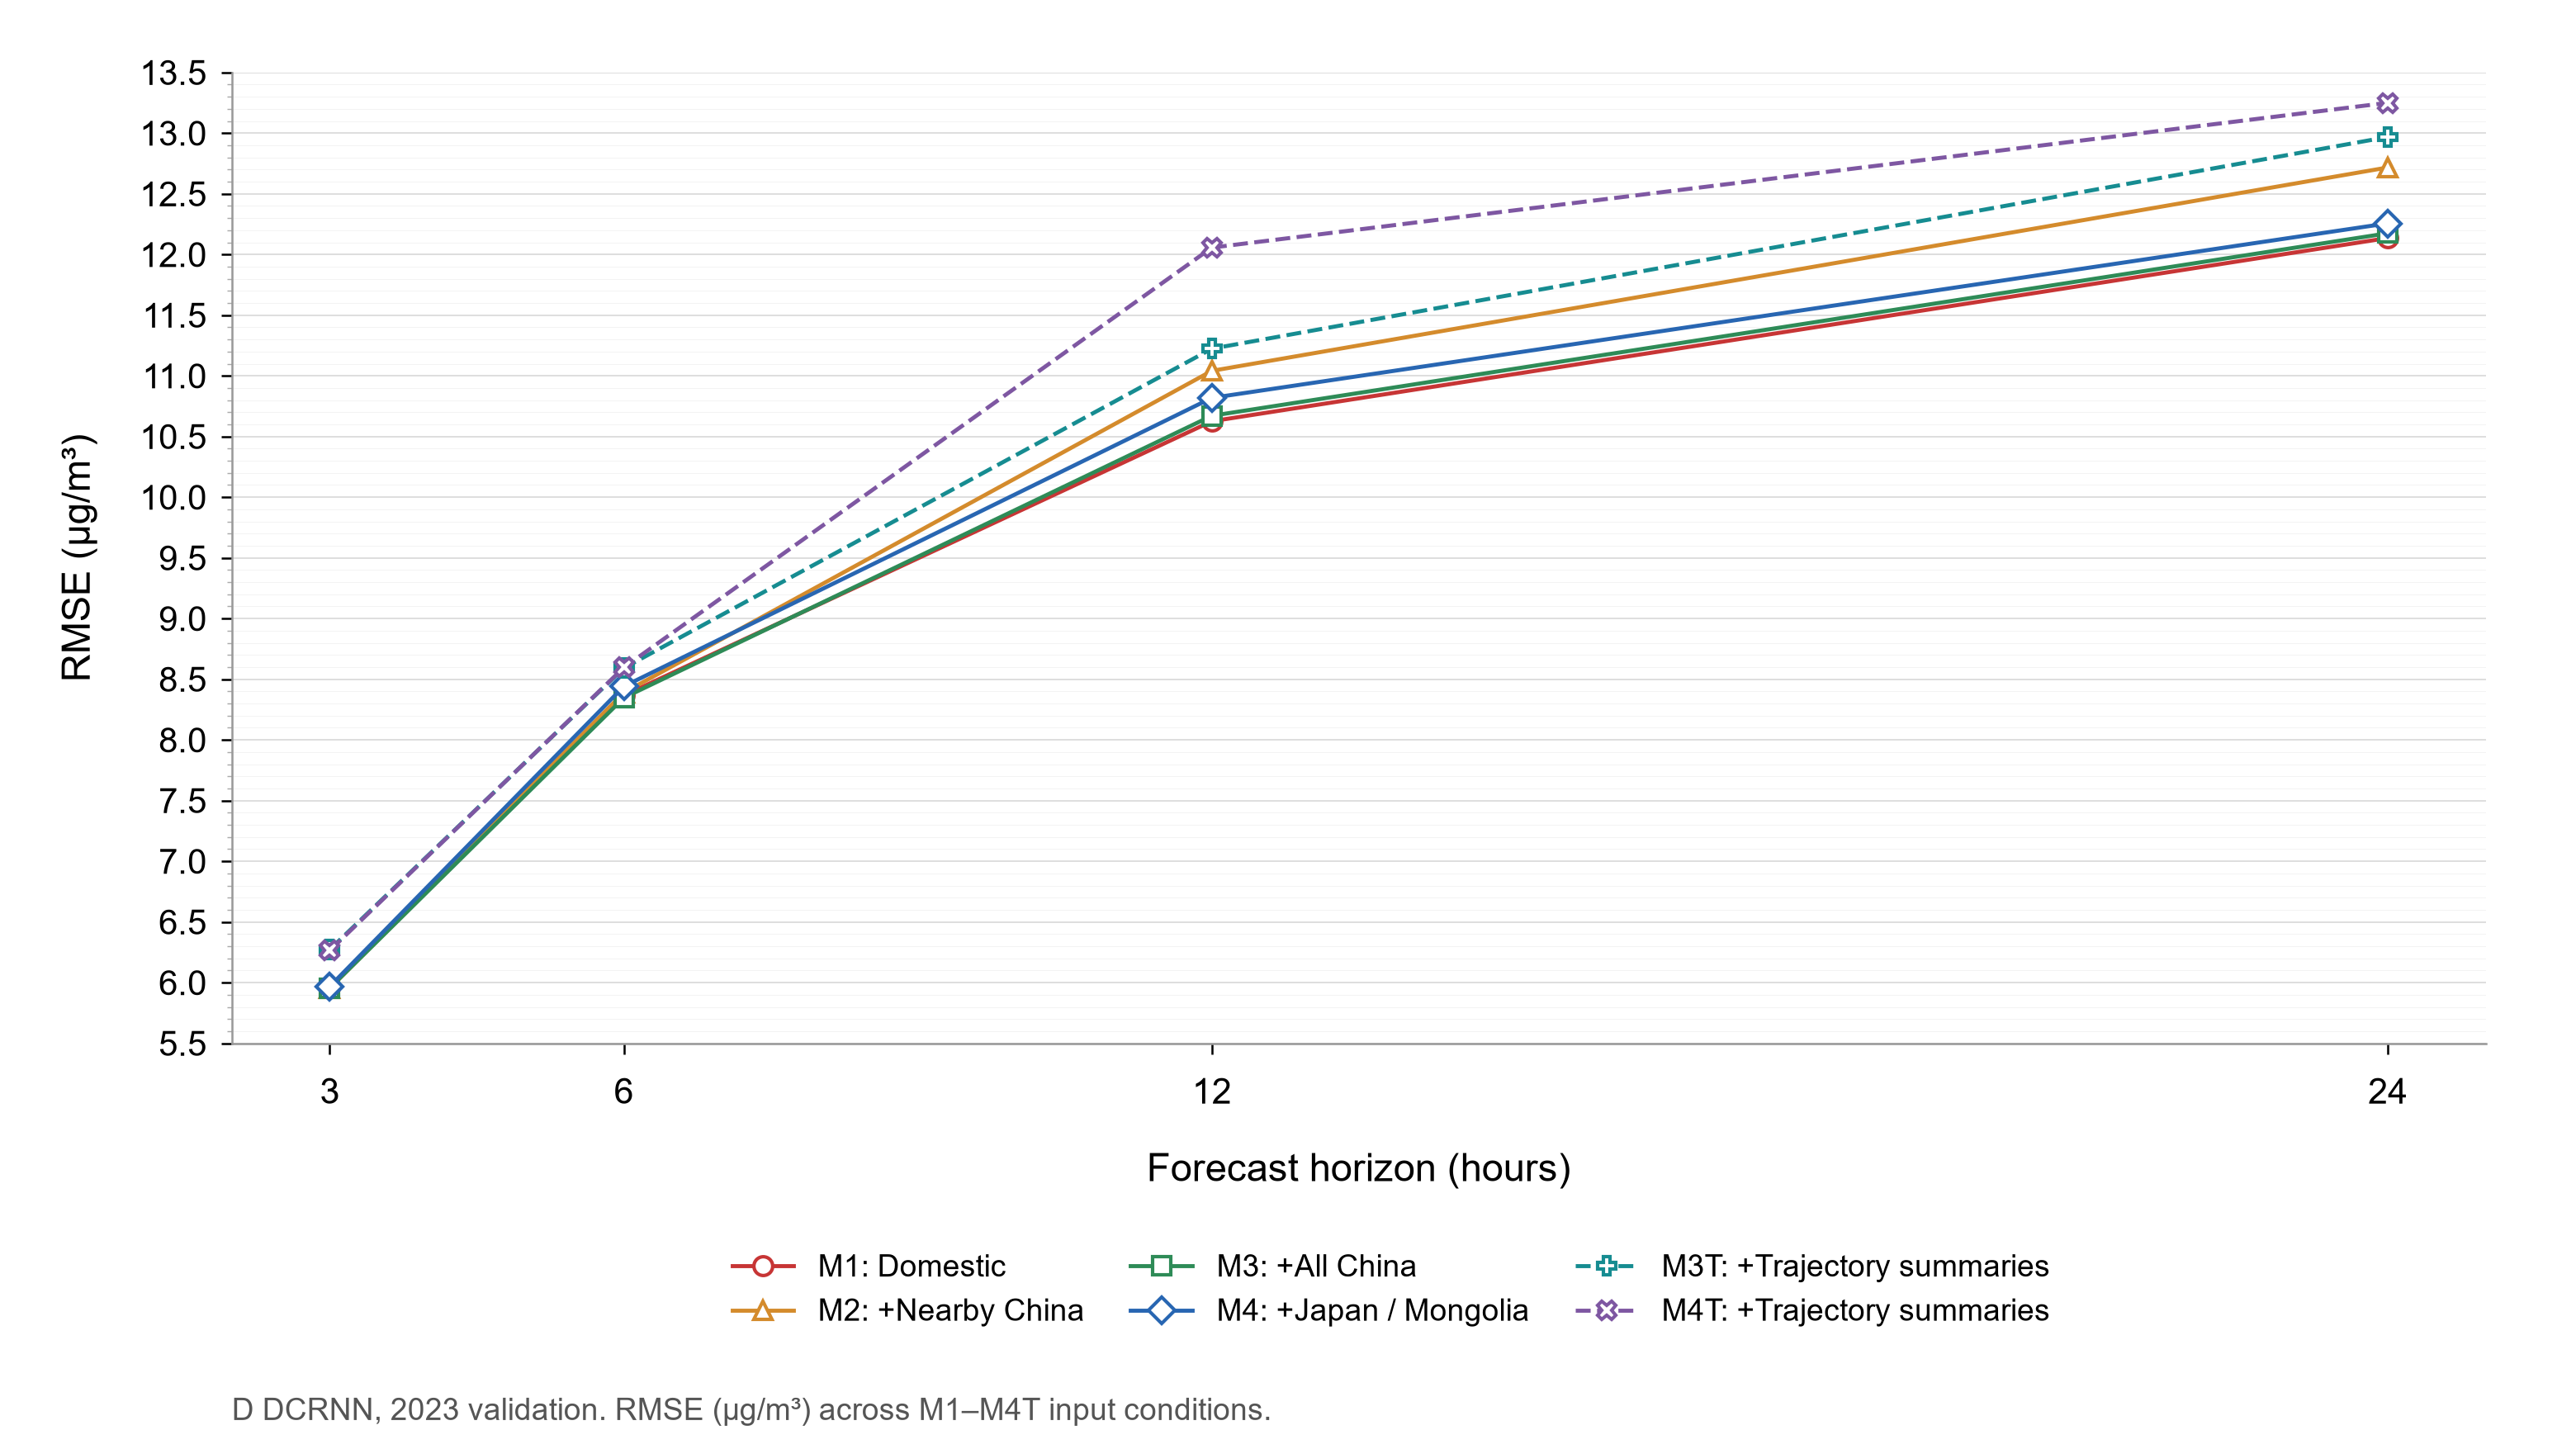 13.5
13.0
12.5
12.0
11.5
11.0
10.5
10.0
9.5
9.0
8.5
8.0
7.5
7.0
6.5
6.0
5.5
RMSE (μg/m³)
3 6 12 24
Forecast horizon (hours)
M1: Domestic M3: +All China M3T: +Trajectory summaries
M2: +Nearby China M4: +Japan / Mongolia M4T: +Trajectory summaries
D DCRNN, 2023 validation. RMSE (μg/m³) across M1–M4T input conditions.